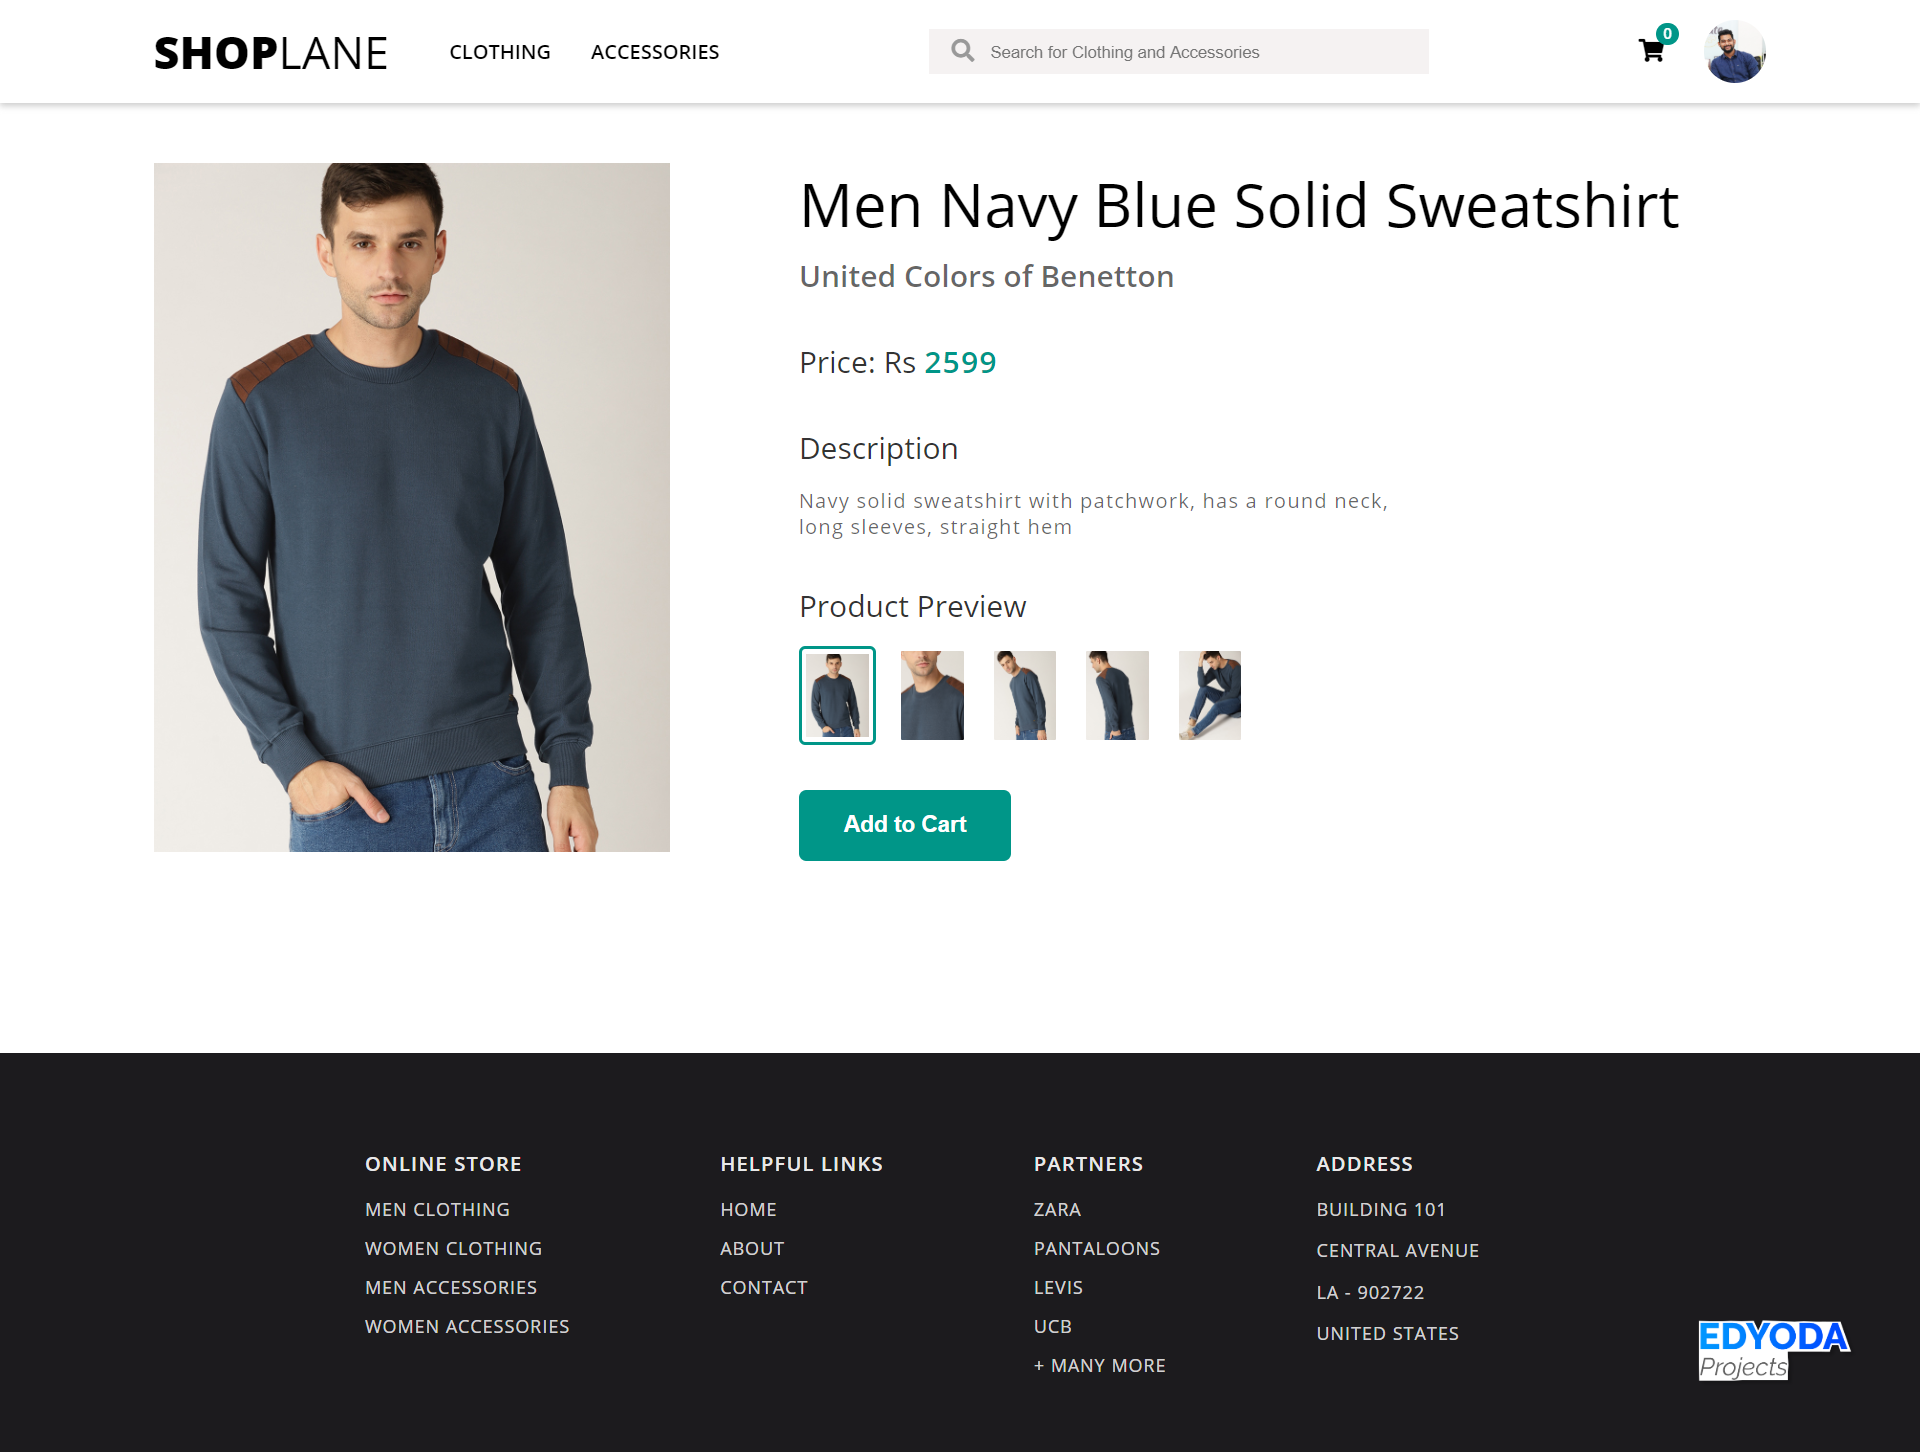 SHOPLANE
CLOTHING
ACCESSORIES
Search for Clothing and Accessories
0
Men Navy Blue Solid Sweatshirt
United Colors of Benetton
Price: Rs 2599
Description
Navy solid sweatshirt with patchwork, has a round neck,
long sleeves, straight hem
Product Preview
Add to Cart
ONLINE STORE
MEN CLOTHING
WOMEN CLOTHING
MEN ACCESSORIES
WOMEN ACCESSORIES
HELPFUL LINKS
HOME
ABOUT
CONTACT
PARTNERS
ZARA
PANTALOONS
LEVIS
UCB
+ MANY MORE
ADDRESS
BUILDING 101
CENTRAL AVENUE
LA - 902722
UNITED STATES
EDYODA
Projects